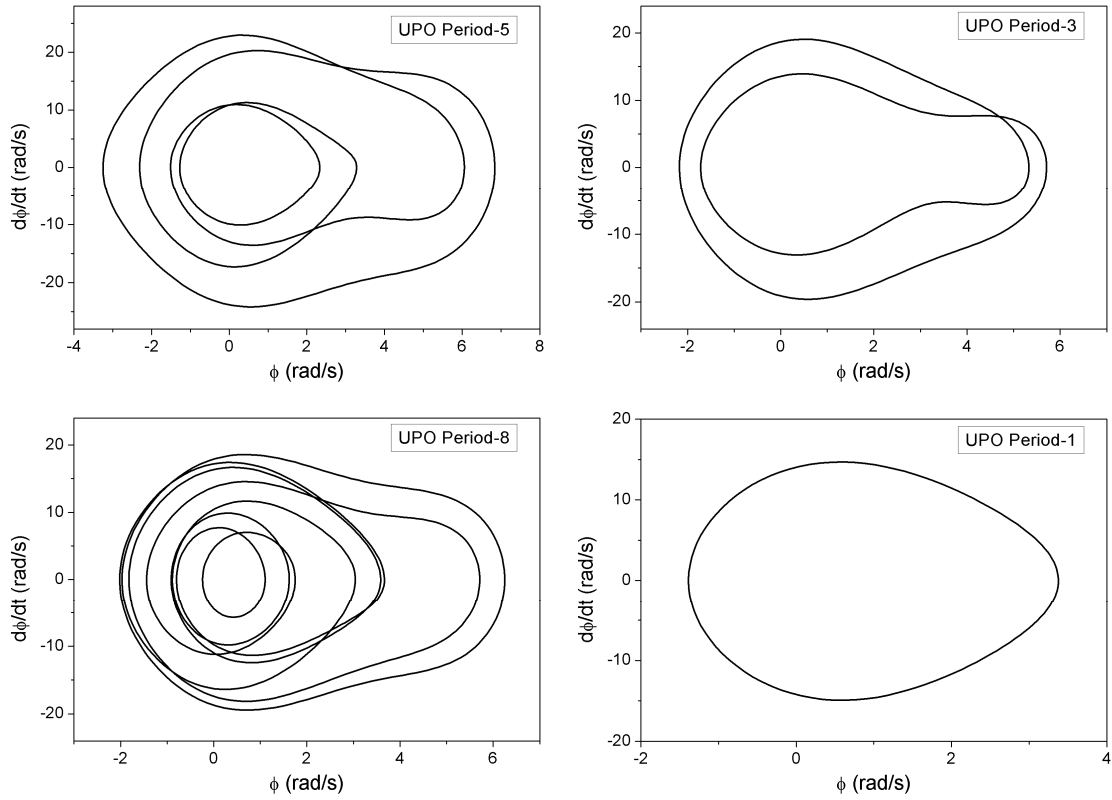 UPO Period-5
20
10
0
-10
-20
dϕ/dt (rad/s)
-4 -2 0 2 4 6 8
ϕ (rad/s)
UPO Period-3
20
10
0
-10
-20
dϕ/dt (rad/s)
-2 0 2 4 6
ϕ (rad/s)
UPO Period-8
20
10
0
-10
-20
dϕ/dt (rad/s)
-2 0 2 4 6
ϕ (rad/s)
UPO Period-1
20
10
0
-10
-20
dϕ/dt (rad/s)
-2 0 2 4
ϕ (rad/s)